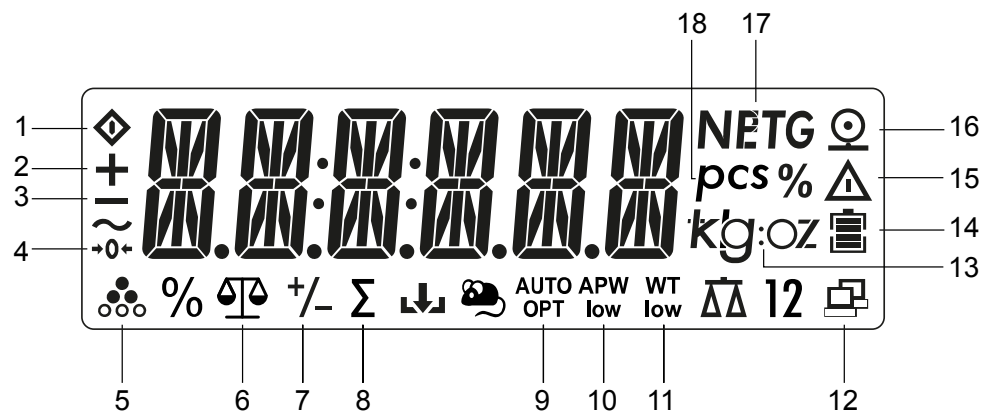 18 17
1 NETG 16
2 + pcs % 15
3 − kg:oz 14
4 →0← 13
% +/− Σ AUTO OPT APW low WT low 12
5 6 7 8 9 10 11 12